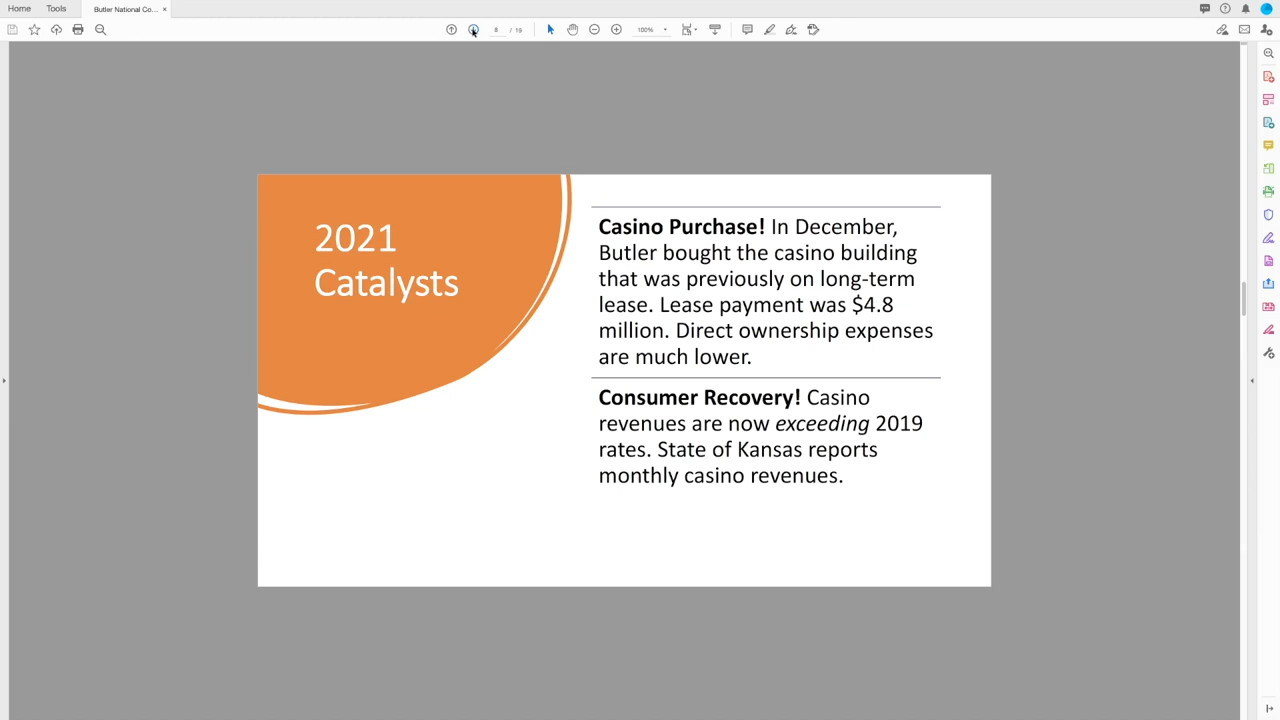 Home Tools Butler National Co... ×
8 / 19 100%
2021
Catalysts
Casino Purchase! In December,
Butler bought the casino building
that was previously on long-term
lease. Lease payment was $4.8
million. Direct ownership expenses
are much lower.
Consumer Recovery! Casino
revenues are now exceeding 2019
rates. State of Kansas reports
monthly casino revenues.